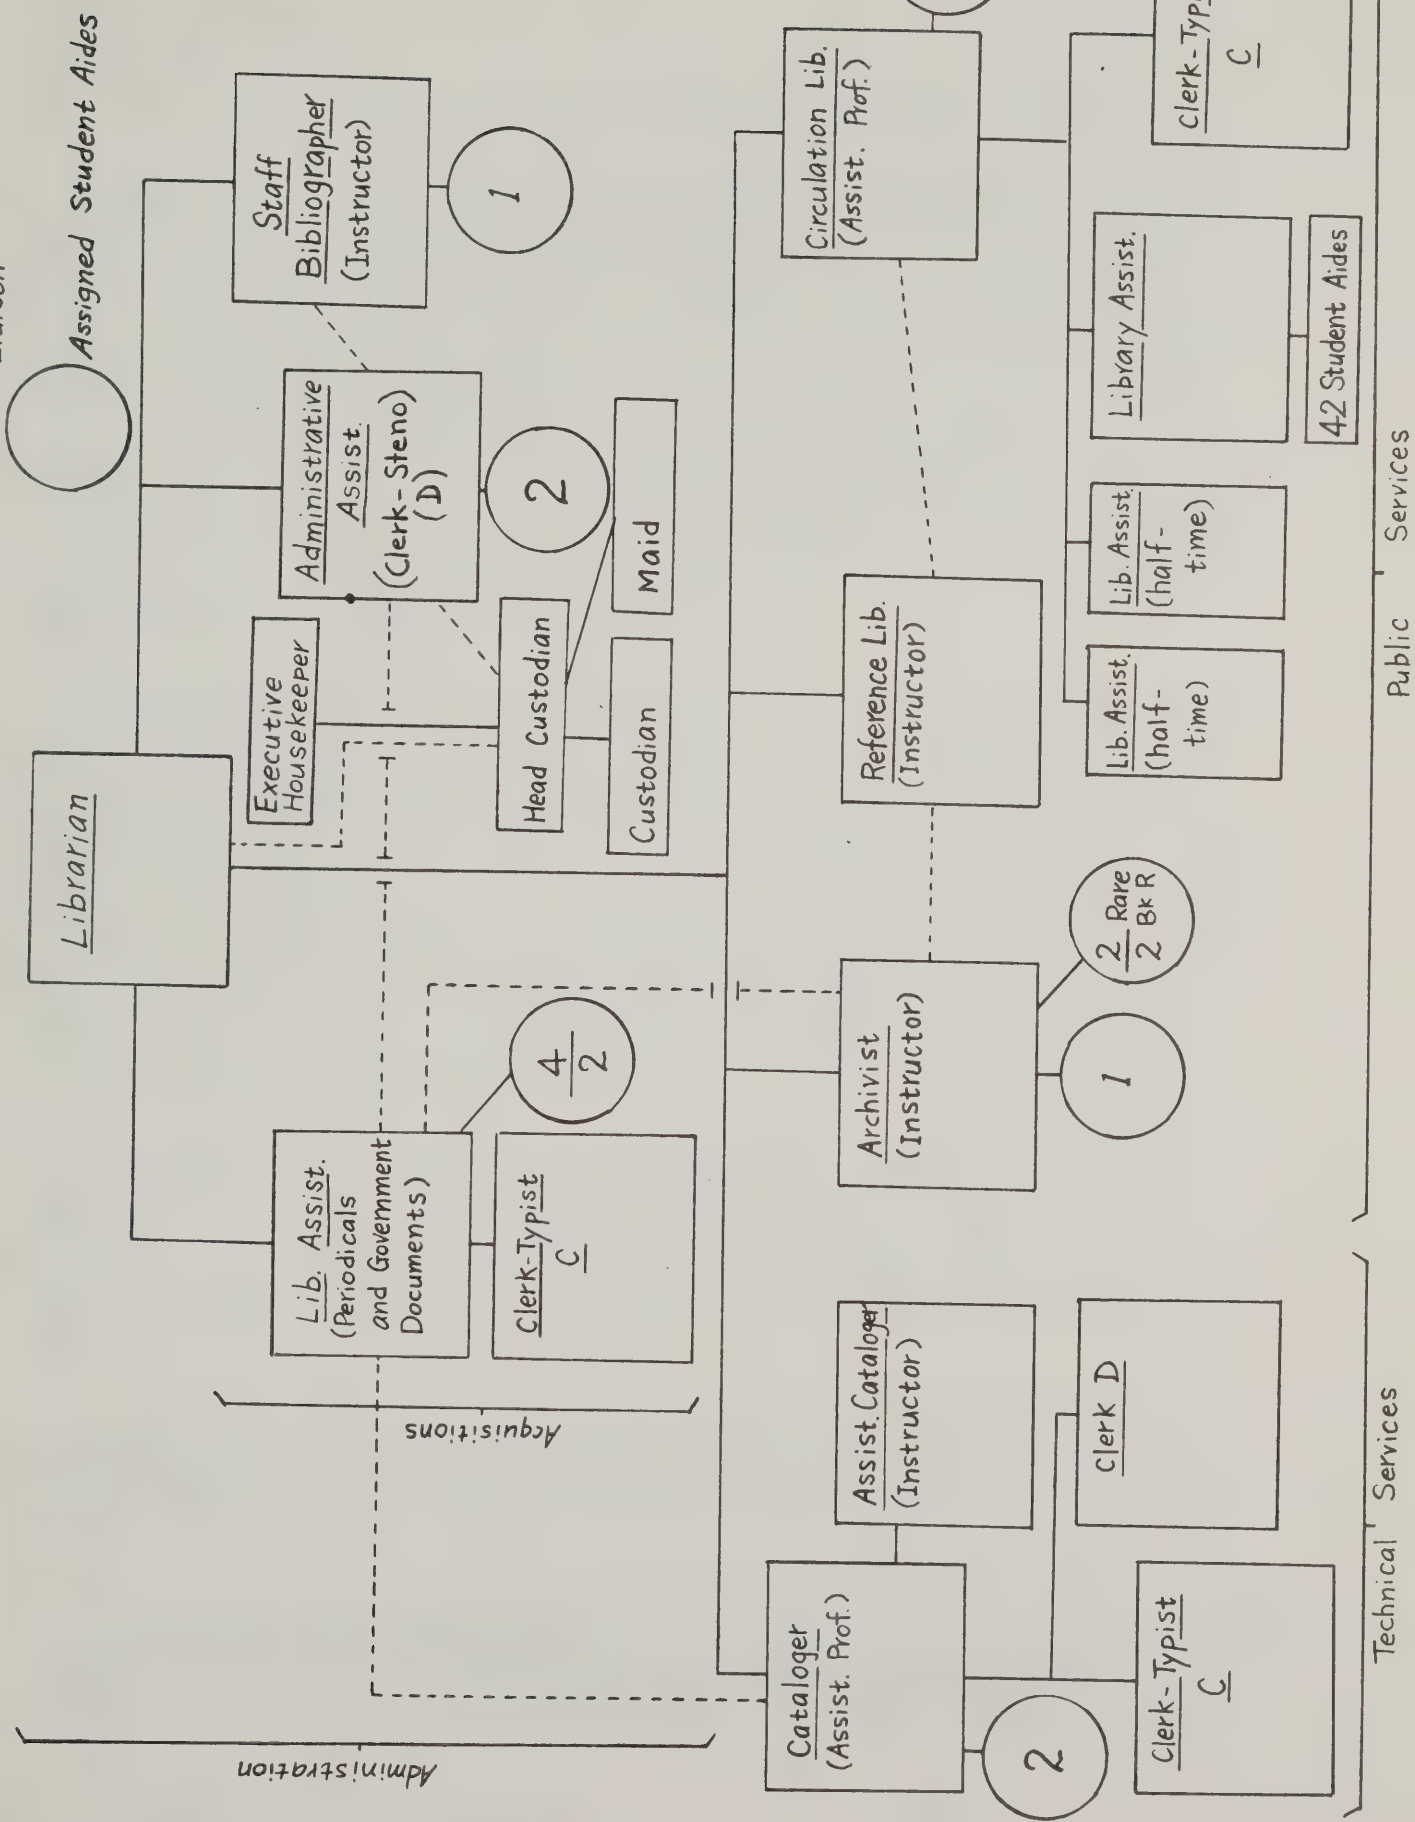 Assigned Student Aides
Librarian
Lib. Assist.
(Periodicals
and Government
Documents)
4
2
Clerk-Typist
C
Executive
Housekeeper
Head Custodian
Custodian
Maid
Administrative
Assist.
(Clerk-Steno)
(D)
2
Staff
Bibliographer
(Instructor)
1
Acquisitions
Administration
Cataloger
(Assist. Prof.)
2
Assist. Cataloger
(Instructor)
Clerk-Typist
C
Clerk D
Archivist
(Instructor)
1
2 Rare
2 Bk R
Reference Lib.
(Instructor)
Circulation Lib.
(Assist. Prof.)
Lib. Assist.
(half-
time)
Lib. Assist.
(half-
time)
Library Assist.
42 Student Aides
Clerk-Typ
C
Technical Services
Public Services